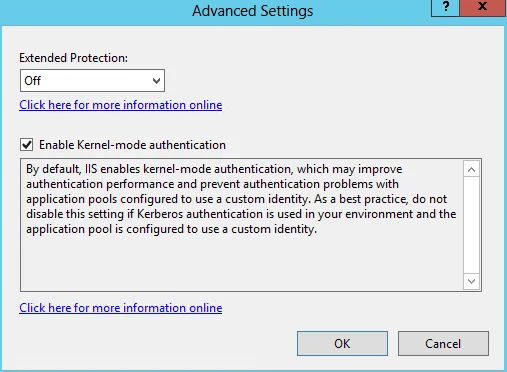 Advanced Settings
? x
Extended Protection:
Off
Click here for more information online
Enable Kernel-mode authentication
By default, IIS enables kernel-mode authentication, which may improve
authentication performance and prevent authentication problems with
application pools configured to use a custom identity. As a best practice, do not
disable this setting if Kerberos authentication is used in your environment and the
application pool is configured to use a custom identity.
Click here for more information online
OK Cancel